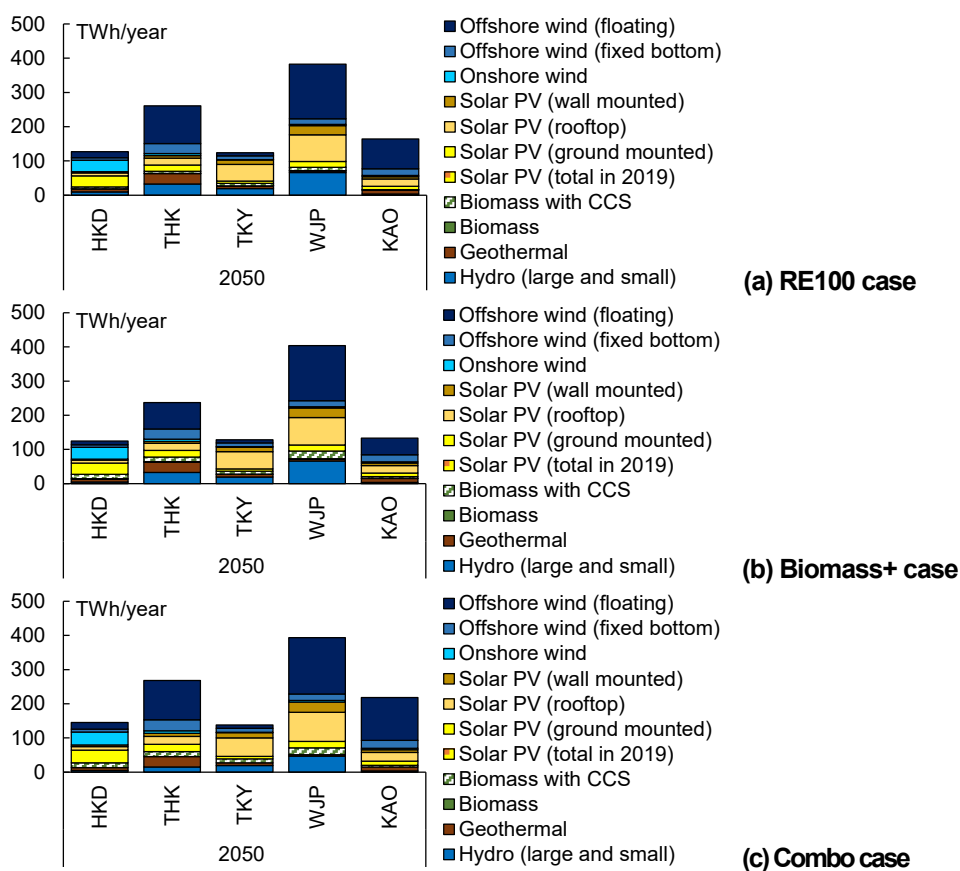 TWh/year
500
400
300
200
100
0
HKD
THK
TKY
WJP
KAO
2050
Offshore wind (floating)
Offshore wind (fixed bottom)
Onshore wind
Solar PV (wall mounted)
Solar PV (rooftop)
Solar PV (ground mounted)
Solar PV (total in 2019)
Biomass with CCS
Biomass
Geothermal
Hydro (large and small)
(a) RE100 case
TWh/year
500
400
300
200
100
0
HKD
THK
TKY
WJP
KAO
2050
Offshore wind (floating)
Offshore wind (fixed bottom)
Onshore wind
Solar PV (wall mounted)
Solar PV (rooftop)
Solar PV (ground mounted)
Solar PV (total in 2019)
Biomass with CCS
Biomass
Geothermal
Hydro (large and small)
(b) Biomass+ case
TWh/year
500
400
300
200
100
0
HKD
THK
TKY
WJP
KAO
2050
Offshore wind (floating)
Offshore wind (fixed bottom)
Onshore wind
Solar PV (wall mounted)
Solar PV (rooftop)
Solar PV (ground mounted)
Solar PV (total in 2019)
Biomass with CCS
Biomass
Geothermal
Hydro (large and small)
(c) Combo case